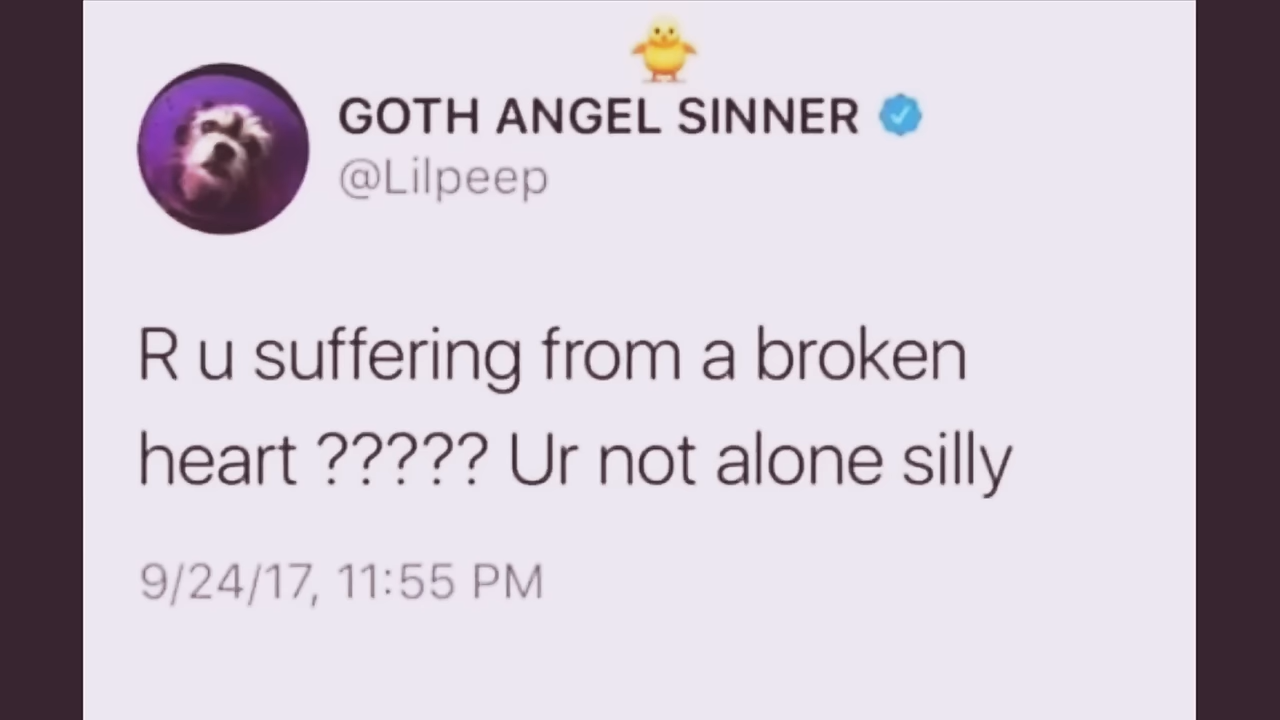 GOTH ANGEL SINNER
@Lilpeep
R u suffering from a broken
heart ????? Ur not alone silly
9/24/17, 11:55 PM